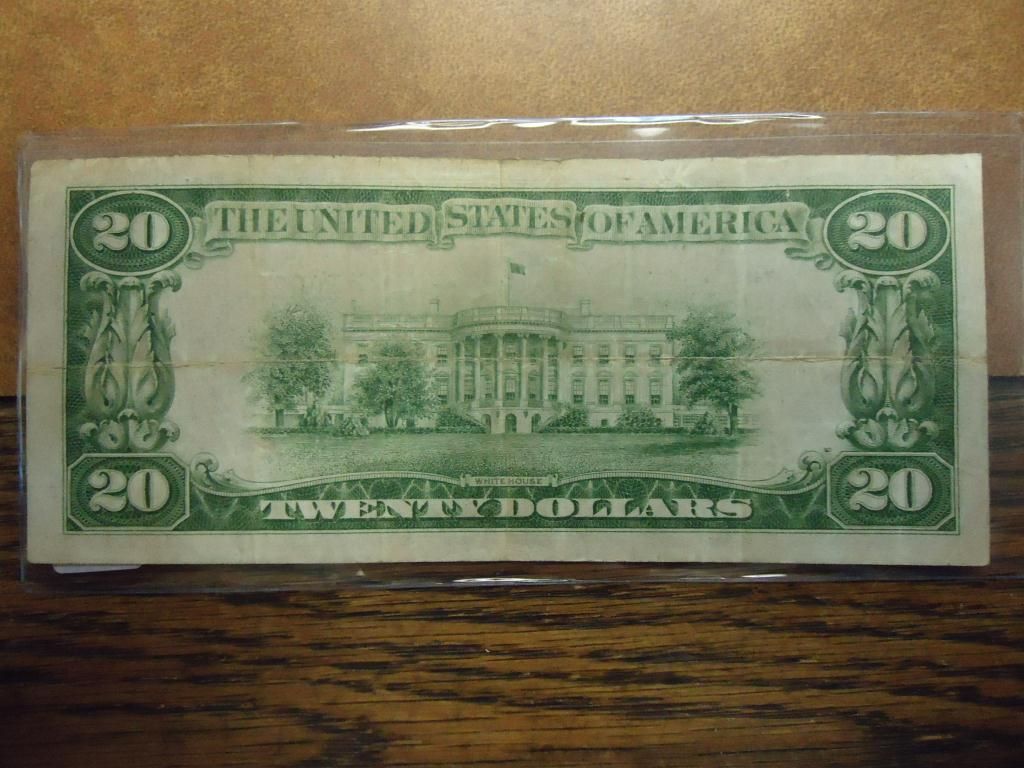 20 THE UNITED STATES OF AMERICA 20
WHITE HOUSE
20 TWENTY DOLLARS 20